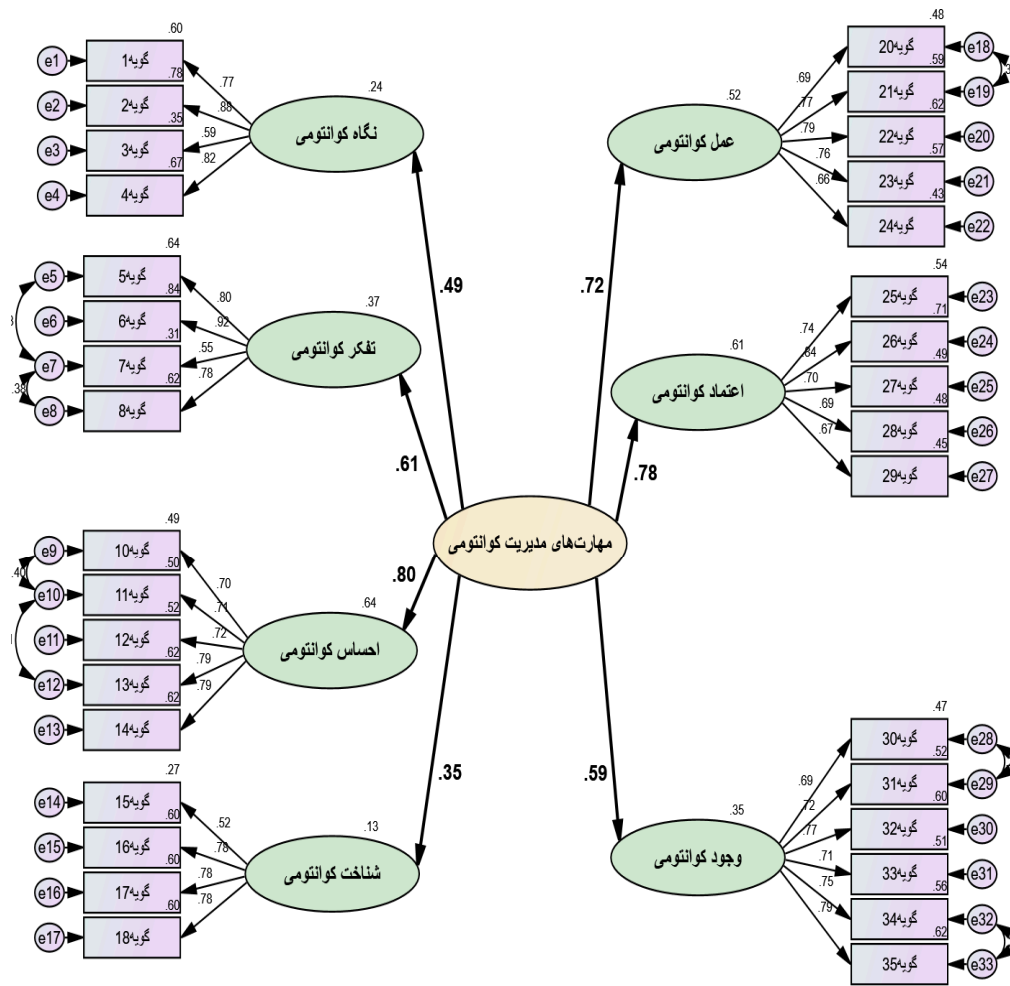 .60
e1
گویه1
.78
e2
گویه2
.35
e3
گویه3
.67
e4
گویه4
.77
.88
.59
.82
.24
نگاه کوانتومی
.64
e5
گویه5
.84
e6
گویه6
.31
e7
گویه7
.62
.38
e8
گویه8
.80
.92
.55
.78
.37
تفکر کوانتومی
.49
e9
گویه10
.50
.40
e10
گویه11
.52
e11
گویه12
.62
e12
گویه13
.62
e13
گویه14
.70
.71
.72
.79
.79
.64
احساس کوانتومی
.27
e14
گویه15
.60
e15
گویه16
.60
e16
گویه17
.60
e17
گویه18
.52
.78
.78
.78
.13
شناخت کوانتومی
.49
.61
.80
.35
مهارت‌های مدیریت کوانتومی
.72
.78
.59
.52
عمل کوانتومی
.69
.77
.79
.76
.66
.48
گویه20
e18
.59
گویه21
e19
.62
گویه22
e20
.57
گویه23
e21
.43
گویه24
e22
.61
اعتماد کوانتومی
.74
.84
.70
.69
.67
.54
گویه25
e23
.71
گویه26
e24
.49
گویه27
e25
.48
گویه28
e26
.45
گویه29
e27
.35
وجود کوانتومی
.69
.72
.77
.71
.75
.79
.47
گویه30
e28
.52
گویه31
e29
.60
گویه32
e30
.51
گویه33
e31
.56
گویه34
e32
.62
گویه35
e33